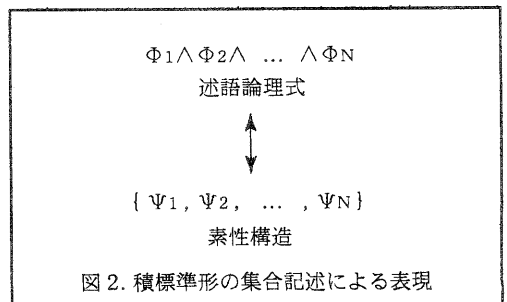 Φ1∧Φ2∧ ... ∧ΦN
述語論理式
{ Ψ1 , Ψ2 , ... , ΨN }
素性構造
図 2. 積標準形の集合記述による表現